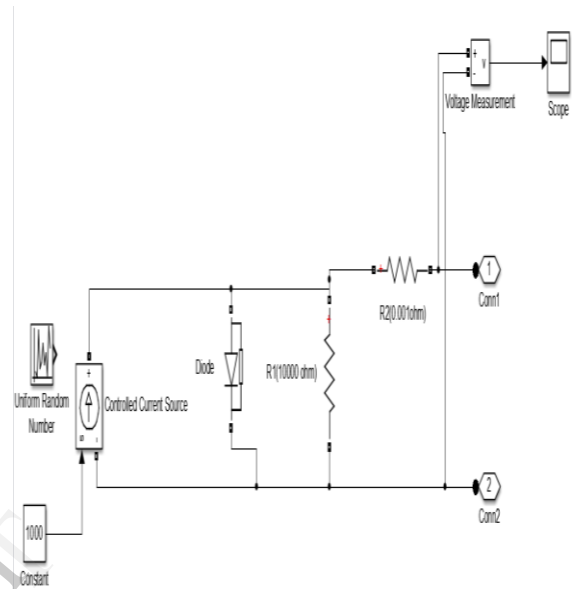 +
v
-
Voltage Measurement
Scope
1
Conn1
R2(0.001ohm)
Diode
R1(10000 ohm)
Uniform Random
Number
+
Controlled Current Source
-
2
Conn2
1000
Constant